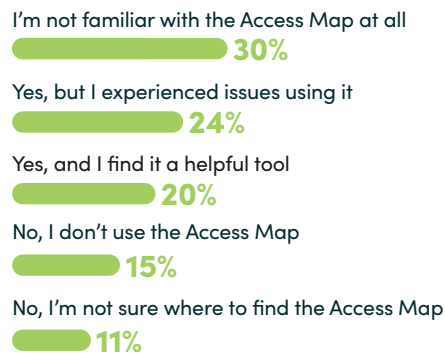 I’m not familiar with the Access Map at all
30%
Yes, but I experienced issues using it
24%
Yes, and I find it a helpful tool
20%
No, I don’t use the Access Map
15%
No, I’m not sure where to find the Access Map
11%